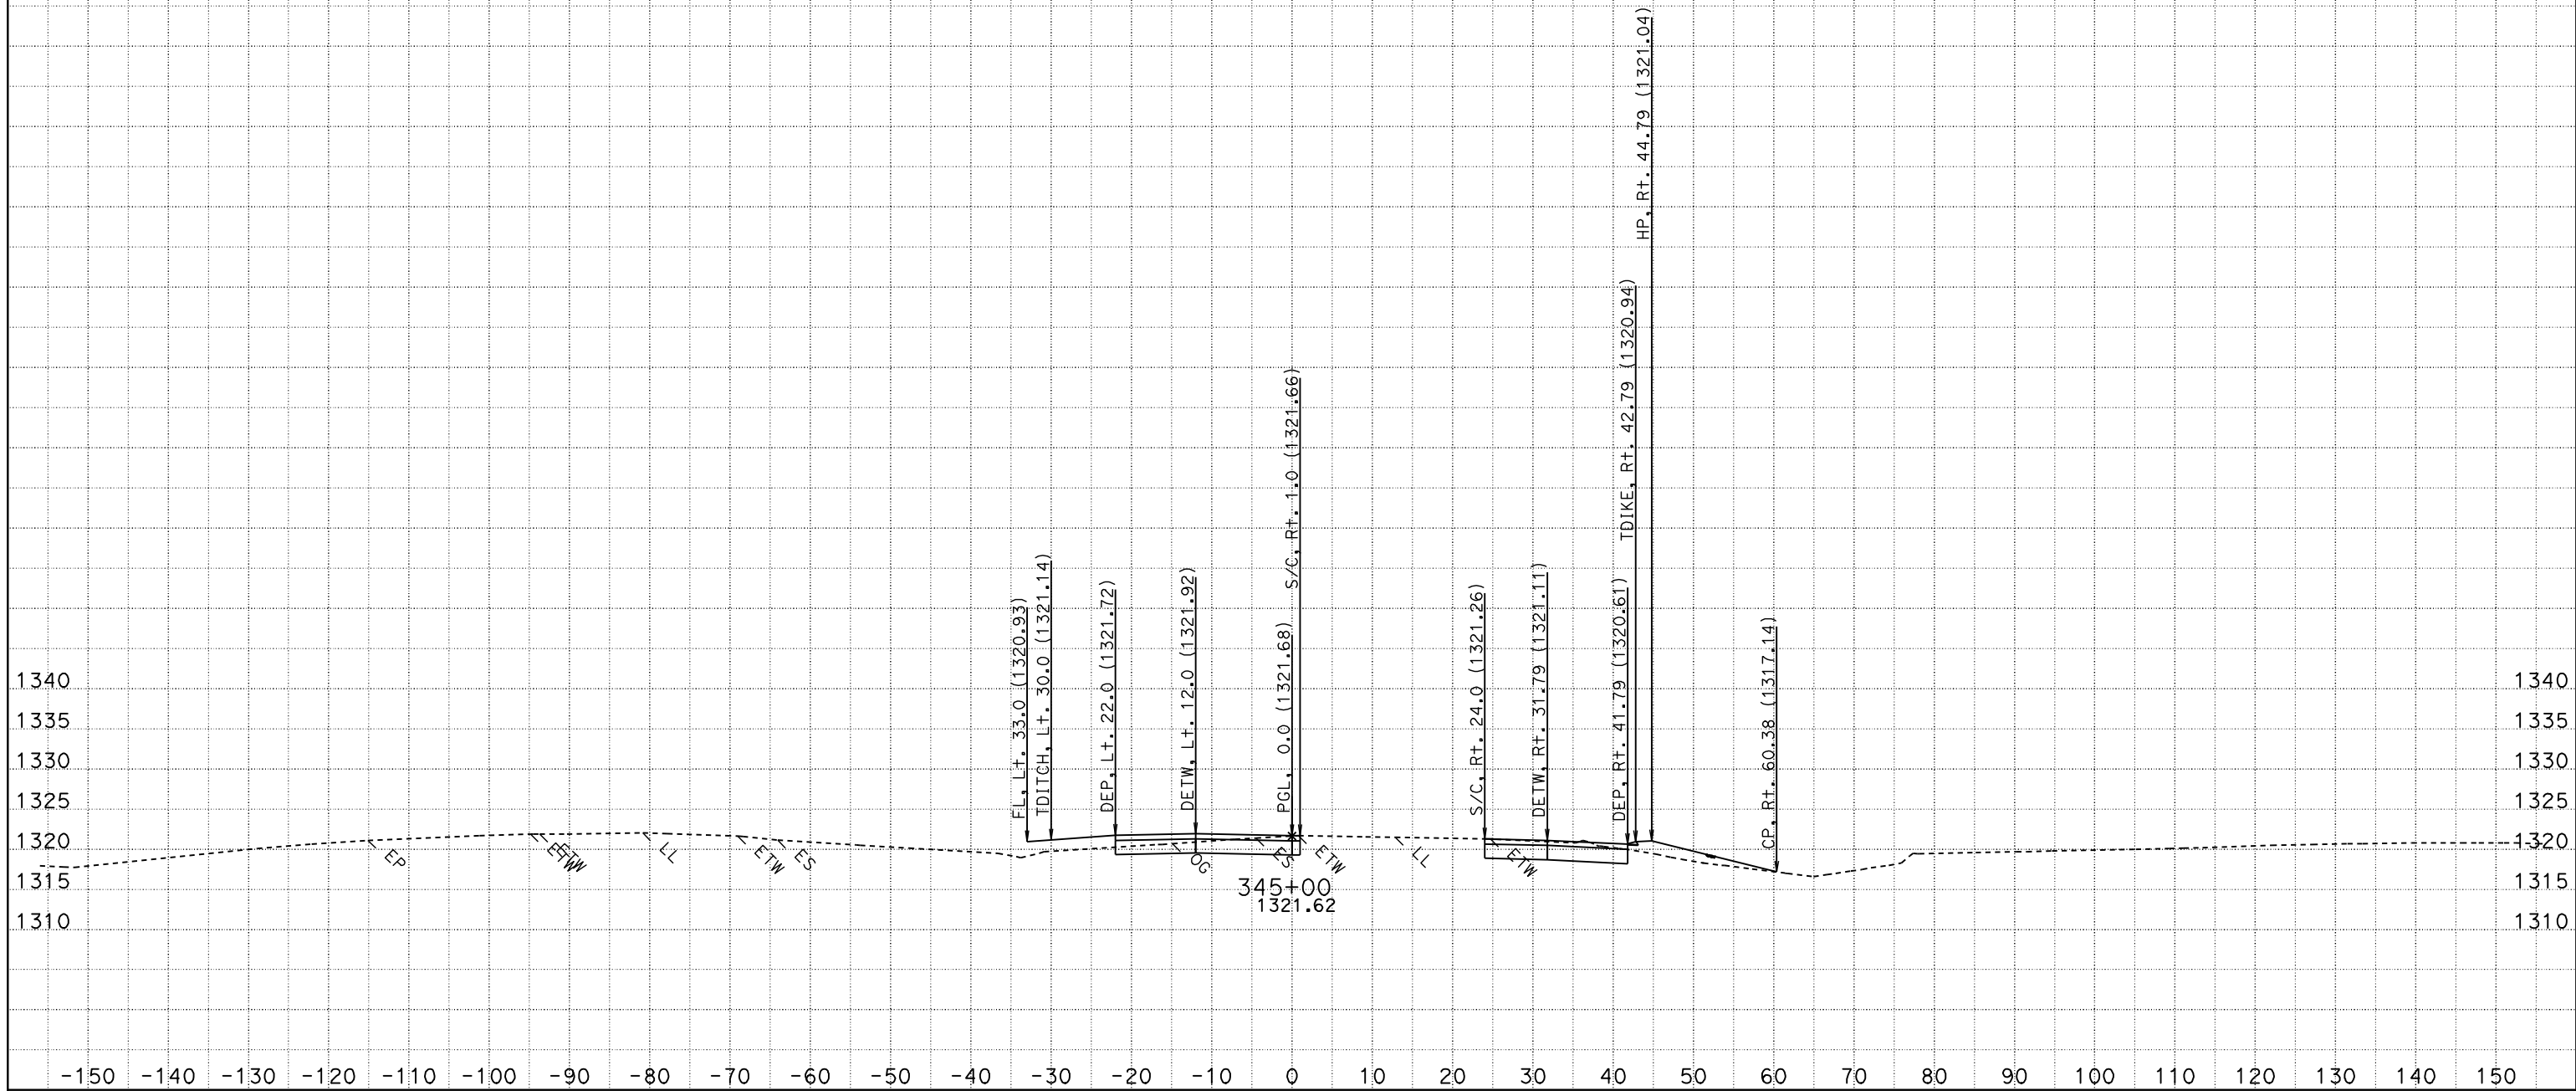 HP, Rt. 44.79 (1321.04)
TDIKE, Rt. 42.79 (1320.94)
S/C, Rt. 1.0 (1321.66)
FL, Lt. 33.0 (1320.93)
TDITCH, Lt. 30.0 (1321.14)
DEP, Lt. 22.0 (1321.72)
DETW, Lt. 12.0 (1321.92)
PGL, 0.0 (1321.68)
S/C, Rt. 24.0 (1321.26)
DETW, Rt. 31.79 (1321.11)
DEP, Rt. 41.79 (1320.61)
CP, Rt. 60.38 (1317.14)
1340 1340
1335 1335
1330 1330
1325 1325
1320 1320
EP ETW ETW LL ETW ES OG ES ETW LL ETW
1315 1315
345+00
1321.62
1310 1310
-150 -140 -130 -120 -110 -100 -90 -80 -70 -60 -50 -40 -30 -20 -10 0 10 20 30 40 50 60 70 80 90 100 110 120 130 140 150